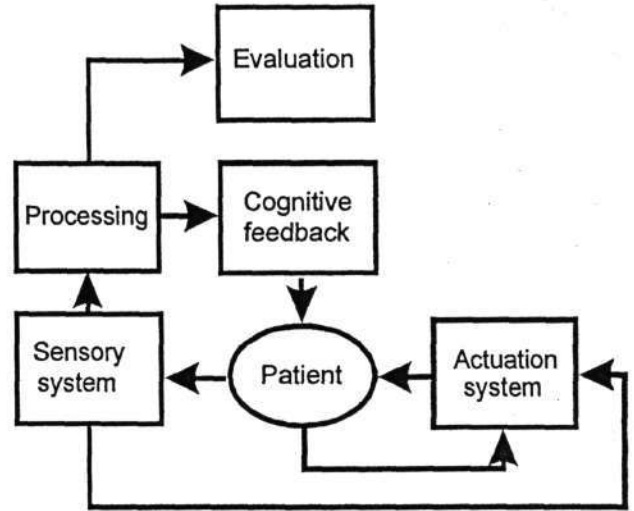 Evaluation
Processing
Cognitive
feedback
Sensory
system
Patient
Actuation
system